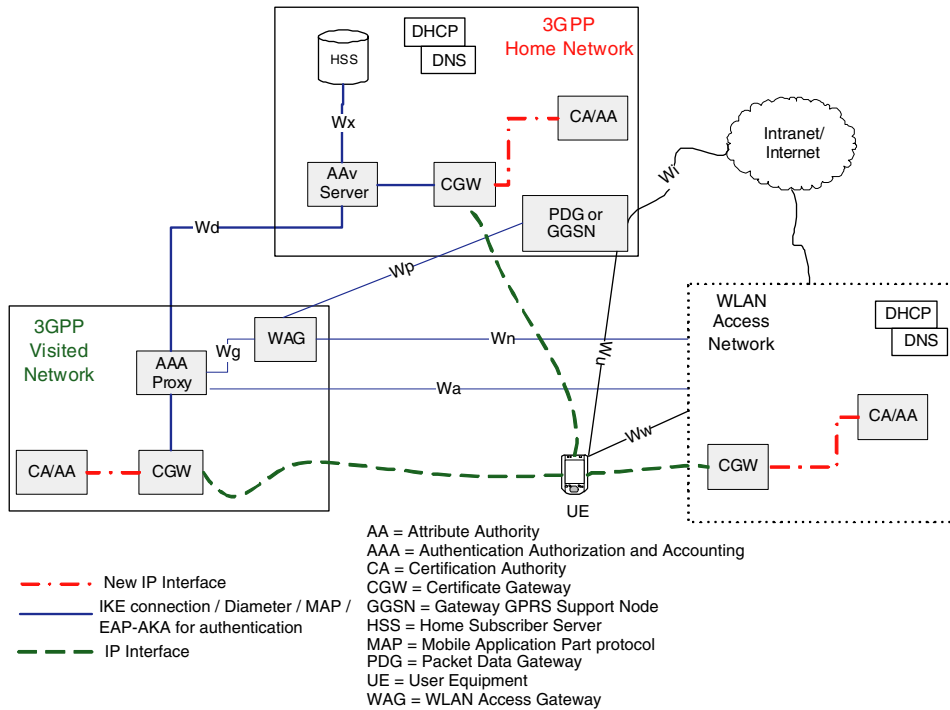 3GPP
Home Network
DHCP
DNS
HSS
CA/AA
Wx
Intranet/
Internet
AAv
Server
CGW
Wi
PDG or
GGSN
Wd
Wp
WLAN
Access
Network
DHCP
DNS
3GPP
Visited
Network
WAG
Wg
Wn
Wu
AAA
Proxy
Wa
CA/AA
Ww
CA/AA
CGW
CGW
UE
AA = Attribute Authority
AAA = Authentication Authorization and Accounting
CA = Certification Authority
CGW = Certificate Gateway
GGSN = Gateway GPRS Support Node
HSS = Home Subscriber Server
MAP = Mobile Application Part protocol
PDG = Packet Data Gateway
UE = User Equipment
WAG = WLAN Access Gateway
New IP Interface
IKE connection / Diameter / MAP /
EAP-AKA for authentication
IP Interface